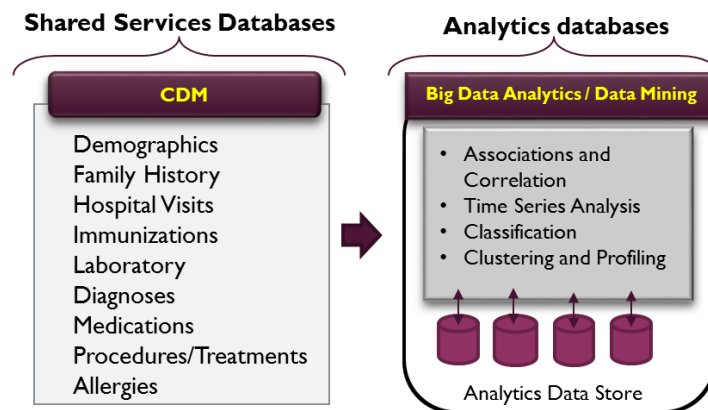 Shared Services Databases
CDM
Demographics
Family History
Hospital Visits
Immunizations
Laboratory
Diagnoses
Medications
Procedures/Treatments
Allergies
Analytics databases
Big Data Analytics / Data Mining
• Associations and
Correlation
• Time Series Analysis
• Classification
• Clustering and Profiling
Analytics Data Store